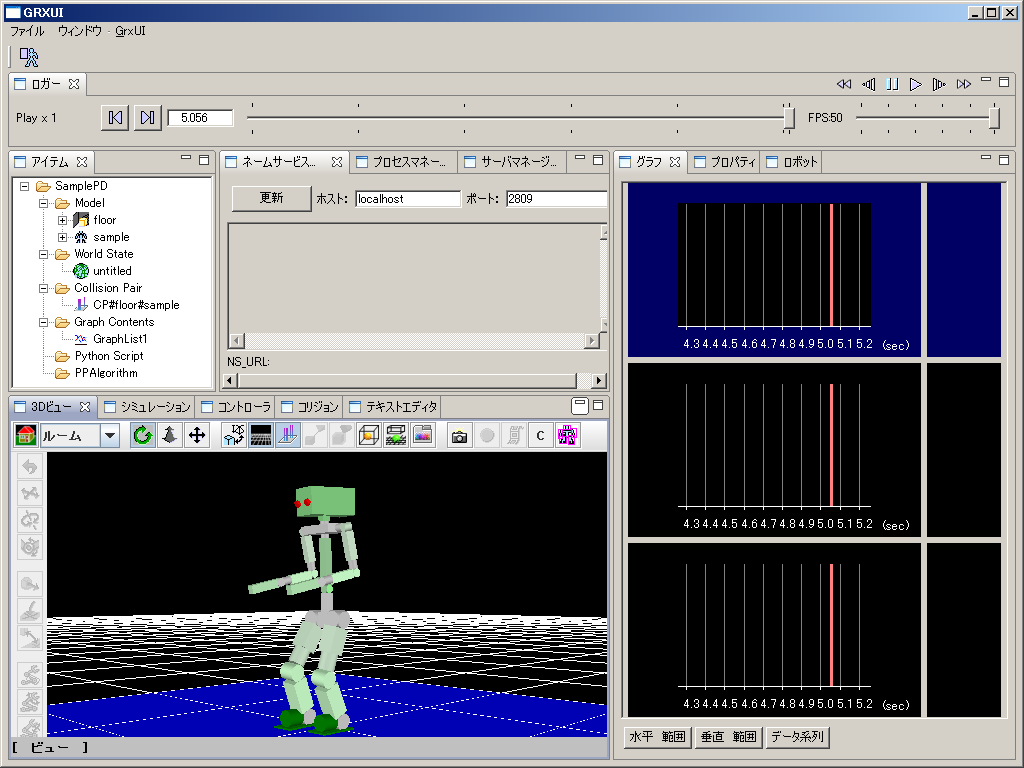 GRXUI
ファイル ウィンドウ GrxUI
ロガー
Play x 1 5.056 FPS:50
アイテム
SamplePD
Model
floor
sample
World State
untitled
Collision Pair
CP#floor#sample
Graph Contents
GraphList1
Python Script
PPAlgorithm
ネームサービス... プロセスマネー... サーバマネージ...
更新 ホスト: localhost ポート: 2809
NS_URL:
グラフ プロパティ ロボット
4.3 4.4 4.5 4.6 4.7 4.8 4.9 5.0 5.1 5.2 (sec)
4.3 4.4 4.5 4.6 4.7 4.8 4.9 5.0 5.1 5.2 (sec)
4.3 4.4 4.5 4.6 4.7 4.8 4.9 5.0 5.1 5.2 (sec)
水平 範囲 垂直 範囲 データ系列
3Dビュー シミュレーション コントローラ コリジョン テキストエディタ
ルーム C
[ ビュー ]